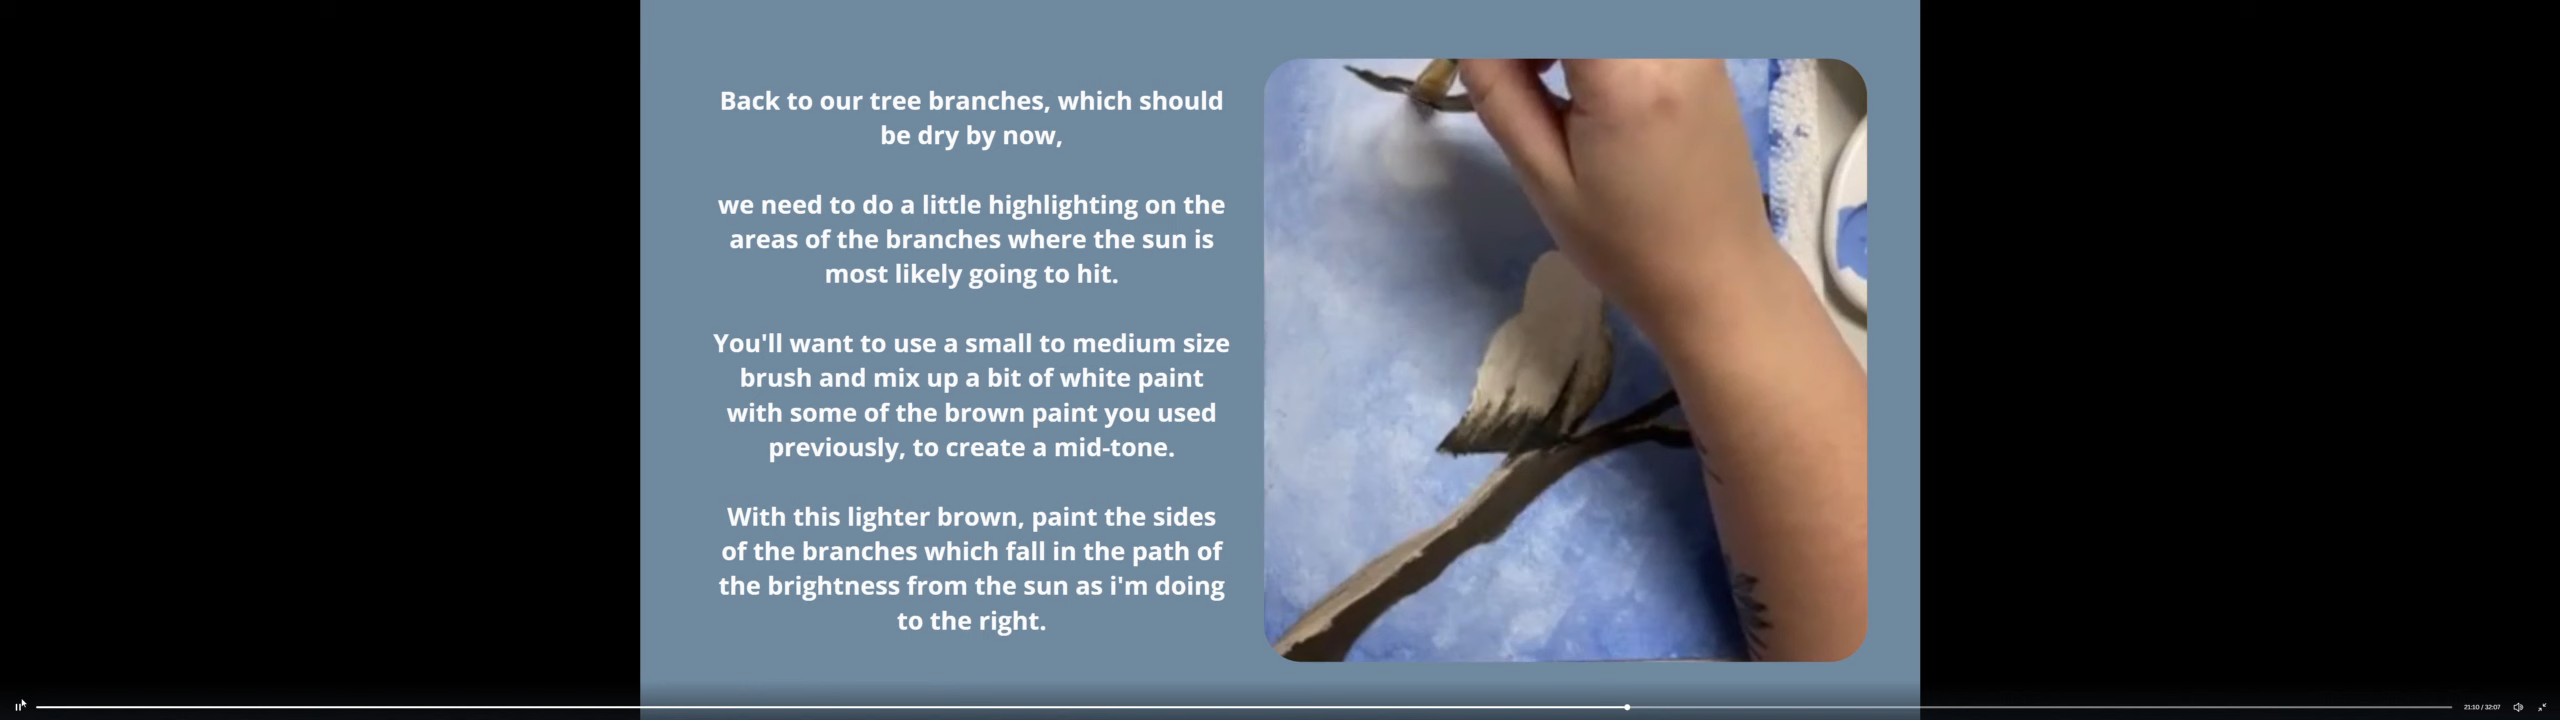 Back to our tree branches, which should
be dry by now,
we need to do a little highlighting on the
areas of the branches where the sun is
most likely going to hit.
You'll want to use a small to medium size
brush and mix up a bit of white paint
with some of the brown paint you used
previously, to create a mid-tone.
With this lighter brown, paint the sides
of the branches which fall in the path of
the brightness from the sun as i'm doing
to the right.
21:10 / 32:07